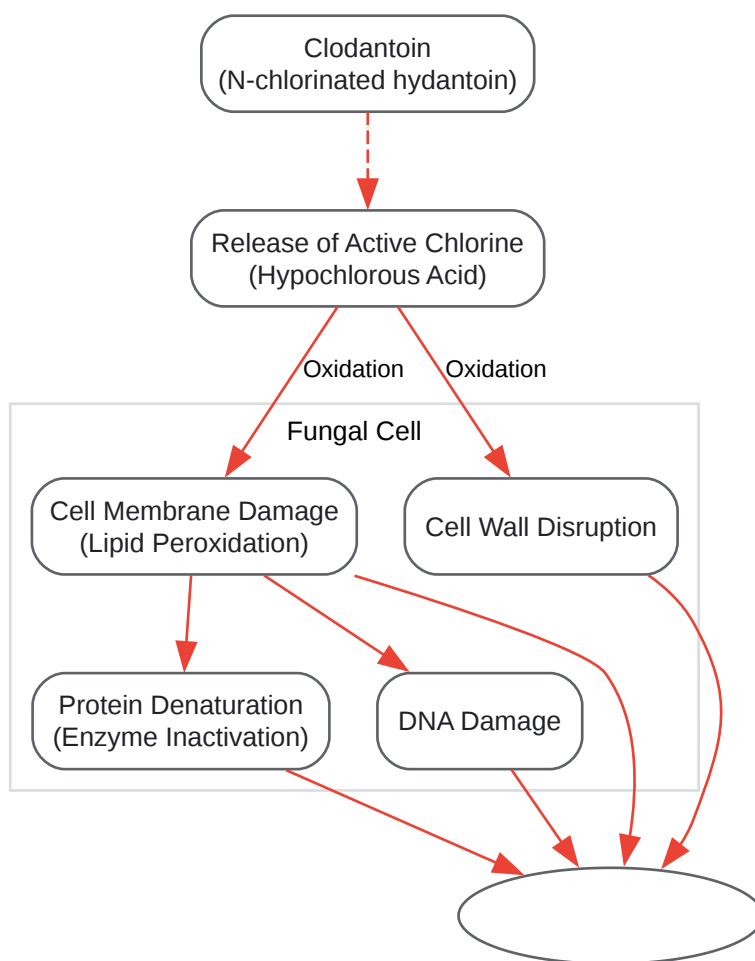 Clodantoin
(N-chlorinated hydantoin)
Release of Active Chlorine
(Hypochlorous Acid)
Oxidation
Oxidation
Fungal Cell
Cell Membrane Damage
(Lipid Peroxidation)
Cell Wall Disruption
Protein Denaturation
(Enzyme Inactivation)
DNA Damage